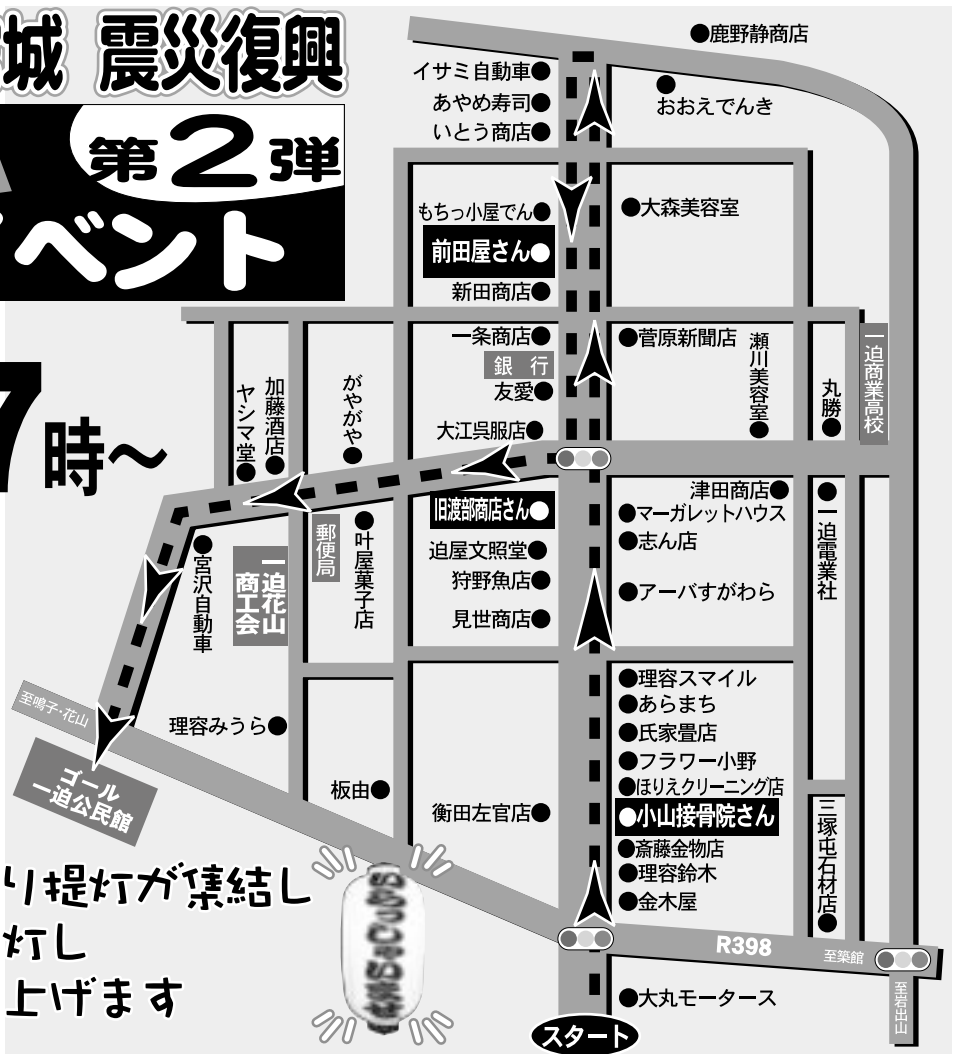 城 震災復興
第2弾
ベント
7時～
●鹿野静商店
イサミ自動車●
あやめ寿司●
いとう商店●
●
おおえでんき
もちっ小屋でん●
●大森美容室
前田屋さん●
新田商店●
一条商店●
銀 行
友愛●
大江呉服店●
●菅原新聞店
瀬川美容室●
丸勝●
一迫商業高校
ヤシマ堂●
加藤酒店●
がやがや●
旧渡部商店さん●
迫屋文照堂●
狩野魚店●
見世商店●
津田商店●
●マーガレットハウス
●志ん店
●アーバすがわら
●一迫電業社
●宮沢自動車
一迫花山
商工会
郵便局
●叶屋菓子店
●理容スマイル
●あらまち
●氏家畳店
●フラワー小野
●ほりえクリーニング店
●小山接骨院さん
●斎藤金物店
●理容鈴木
●金木屋
三塚屯石材店●
至鳴子・花山
ゴール
一迫公民館
理容みうら●
板由●
衡田左官店●
り提灯が集結し
灯し
上げます
R398
至築館
至岩出山
●大丸モータース
スタート